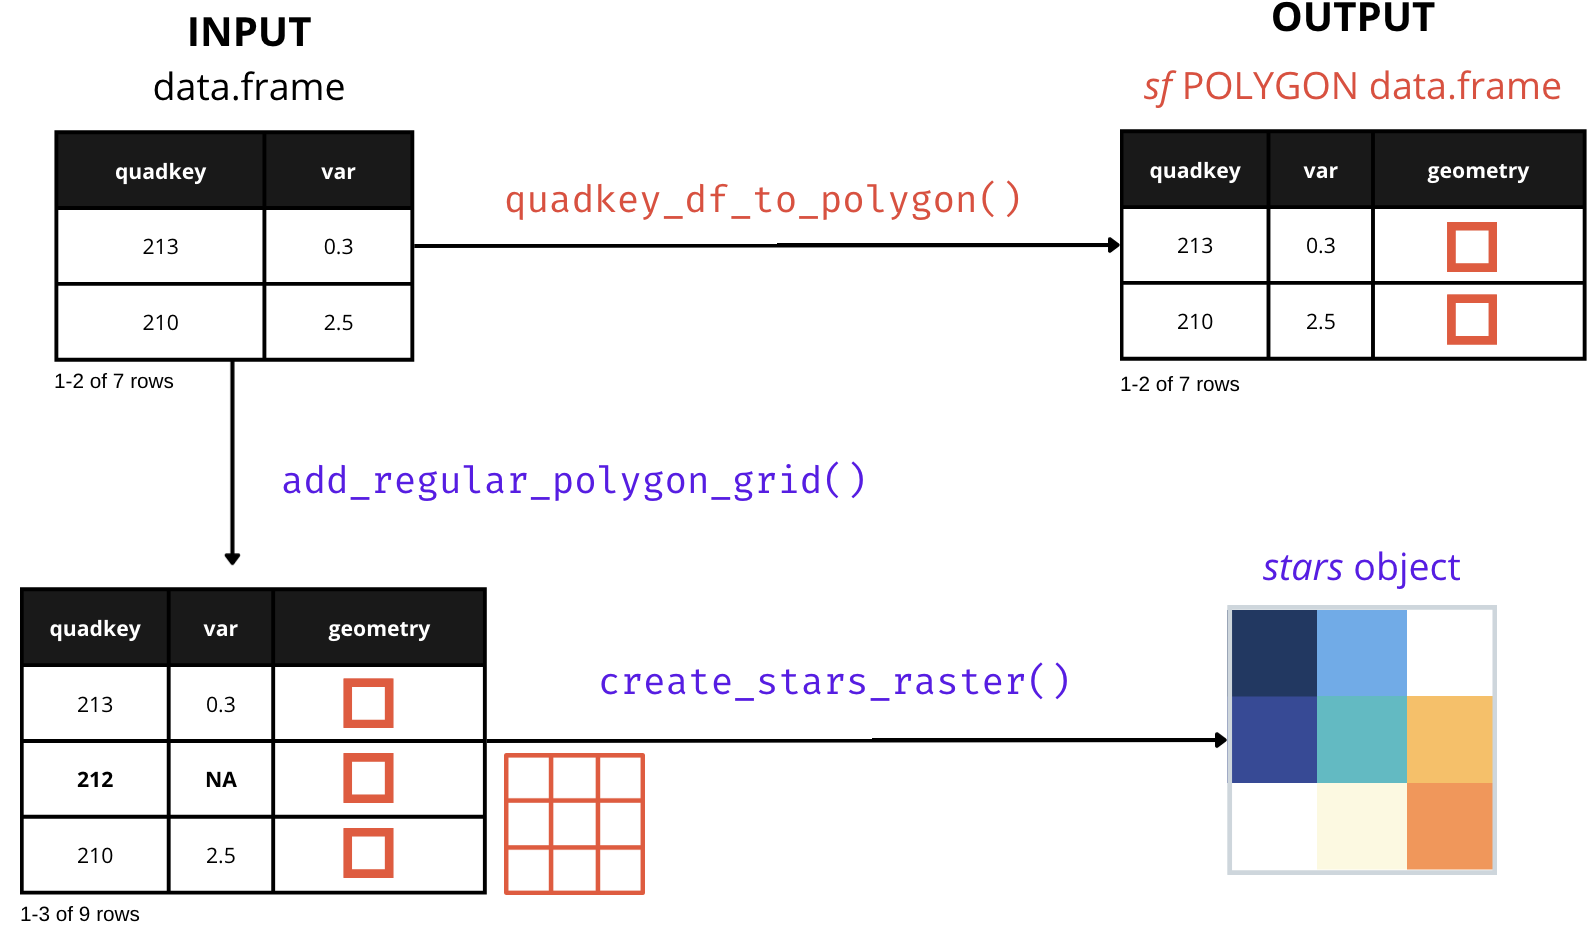 INPUT
data.frame
quadkey var
213 0.3
210 2.5
1-2 of 7 rows
quadkey_df_to_polygon()
OUTPUT
sf POLYGON data.frame
quadkey var geometry
213 0.3
210 2.5
1-2 of 7 rows
add_regular_polygon_grid()
quadkey var geometry
213 0.3
212 NA
210 2.5
1-3 of 9 rows
create_stars_raster()
stars object